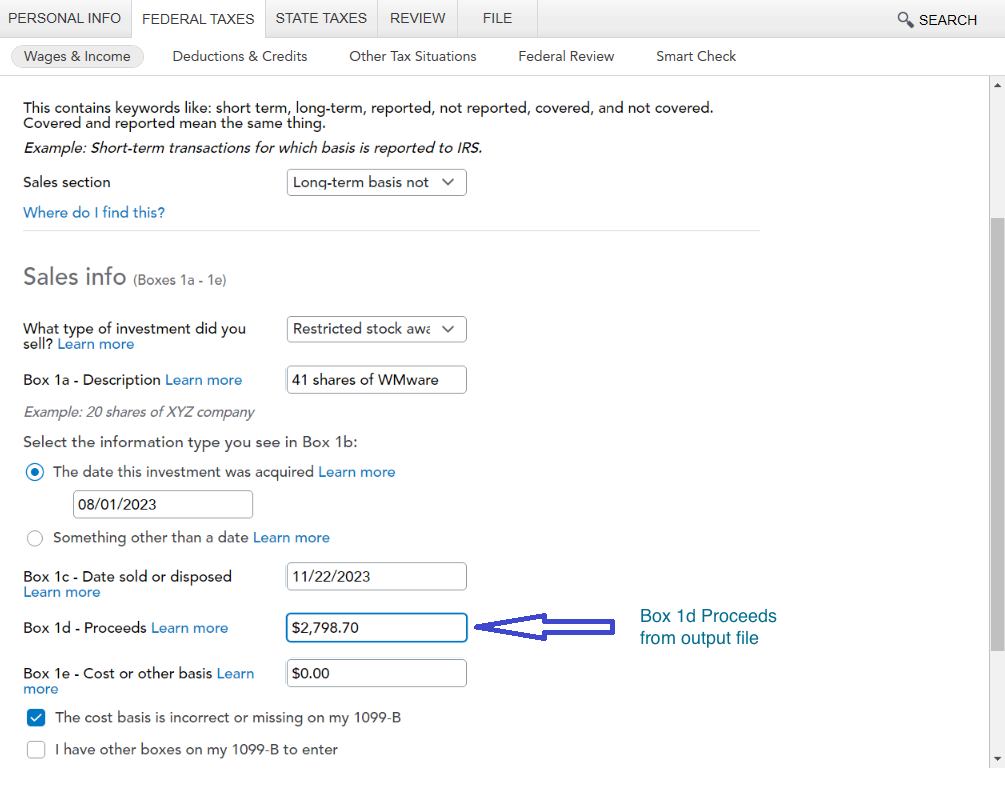 PERSONAL INFO FEDERAL TAXES STATE TAXES REVIEW FILE SEARCH
Wages & Income Deductions & Credits Other Tax Situations Federal Review Smart Check
This contains keywords like: short term, long-term, reported, not reported, covered, and not covered.
Covered and reported mean the same thing.
Example: Short-term transactions for which basis is reported to IRS.
Sales section Long-term basis not
Where do I find this?
Sales info (Boxes 1a - 1e)
What type of investment did you
sell? Learn more
Restricted stock awa
Box 1a - Description Learn more 41 shares of WMware
Example: 20 shares of XYZ company
Select the information type you see in Box 1b:
The date this investment was acquired Learn more
08/01/2023
Something other than a date Learn more
Box 1c - Date sold or disposed
Learn more
11/22/2023
Box 1d - Proceeds Learn more $2,798.70
Box 1d Proceeds
from output file
Box 1e - Cost or other basis Learn
more
$0.00
The cost basis is incorrect or missing on my 1099-B
I have other boxes on my 1099-B to enter